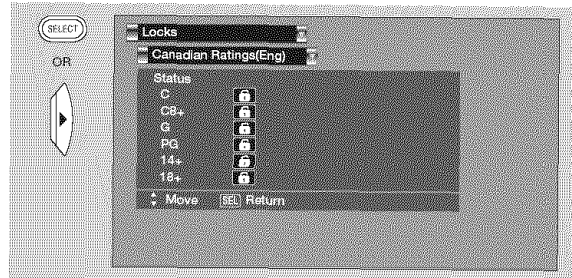 SELECT
OR
Locks
Canadian Ratings(Eng)
Status
C
C8+
G
PG
14+
18+
Move SEL Return